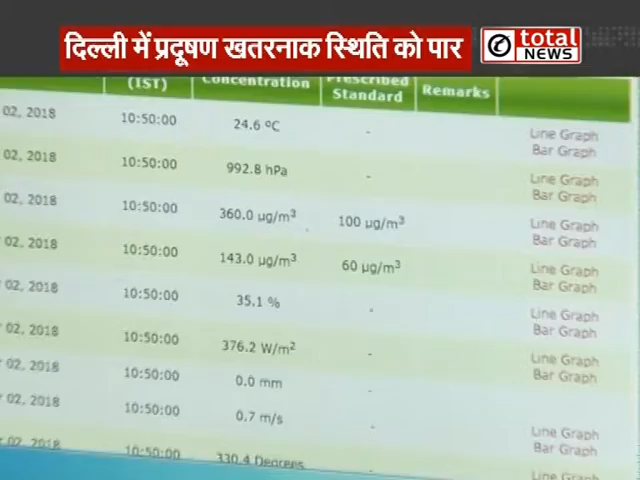 दिल्ली में प्रदूषण खतरनाक स्थिति को पार
total
NEWS
(IST) Concentration Prescribed Standard Remarks
02, 2018 10:50:00 24.6 ºC - Line Graph
Bar Graph
02, 2018 10:50:00 992.8 hPa - Line Graph
Bar Graph
02, 2018 10:50:00 360.0 µg/m³ 100 µg/m³ Line Graph
Bar Graph
02, 2018 10:50:00 143.0 µg/m³ 60 µg/m³ Line Graph
Bar Graph
02, 2018 10:50:00 35.1 % - Line Graph
Bar Graph
02, 2018 10:50:00 376.2 W/m² - Line Graph
Bar Graph
02, 2018 10:50:00 0.0 mm -
02, 2018 10:50:00 0.7 m/s - Line Graph
Bar Graph
02, 2018 10:50:00 330.4 Degrees - Line Graph